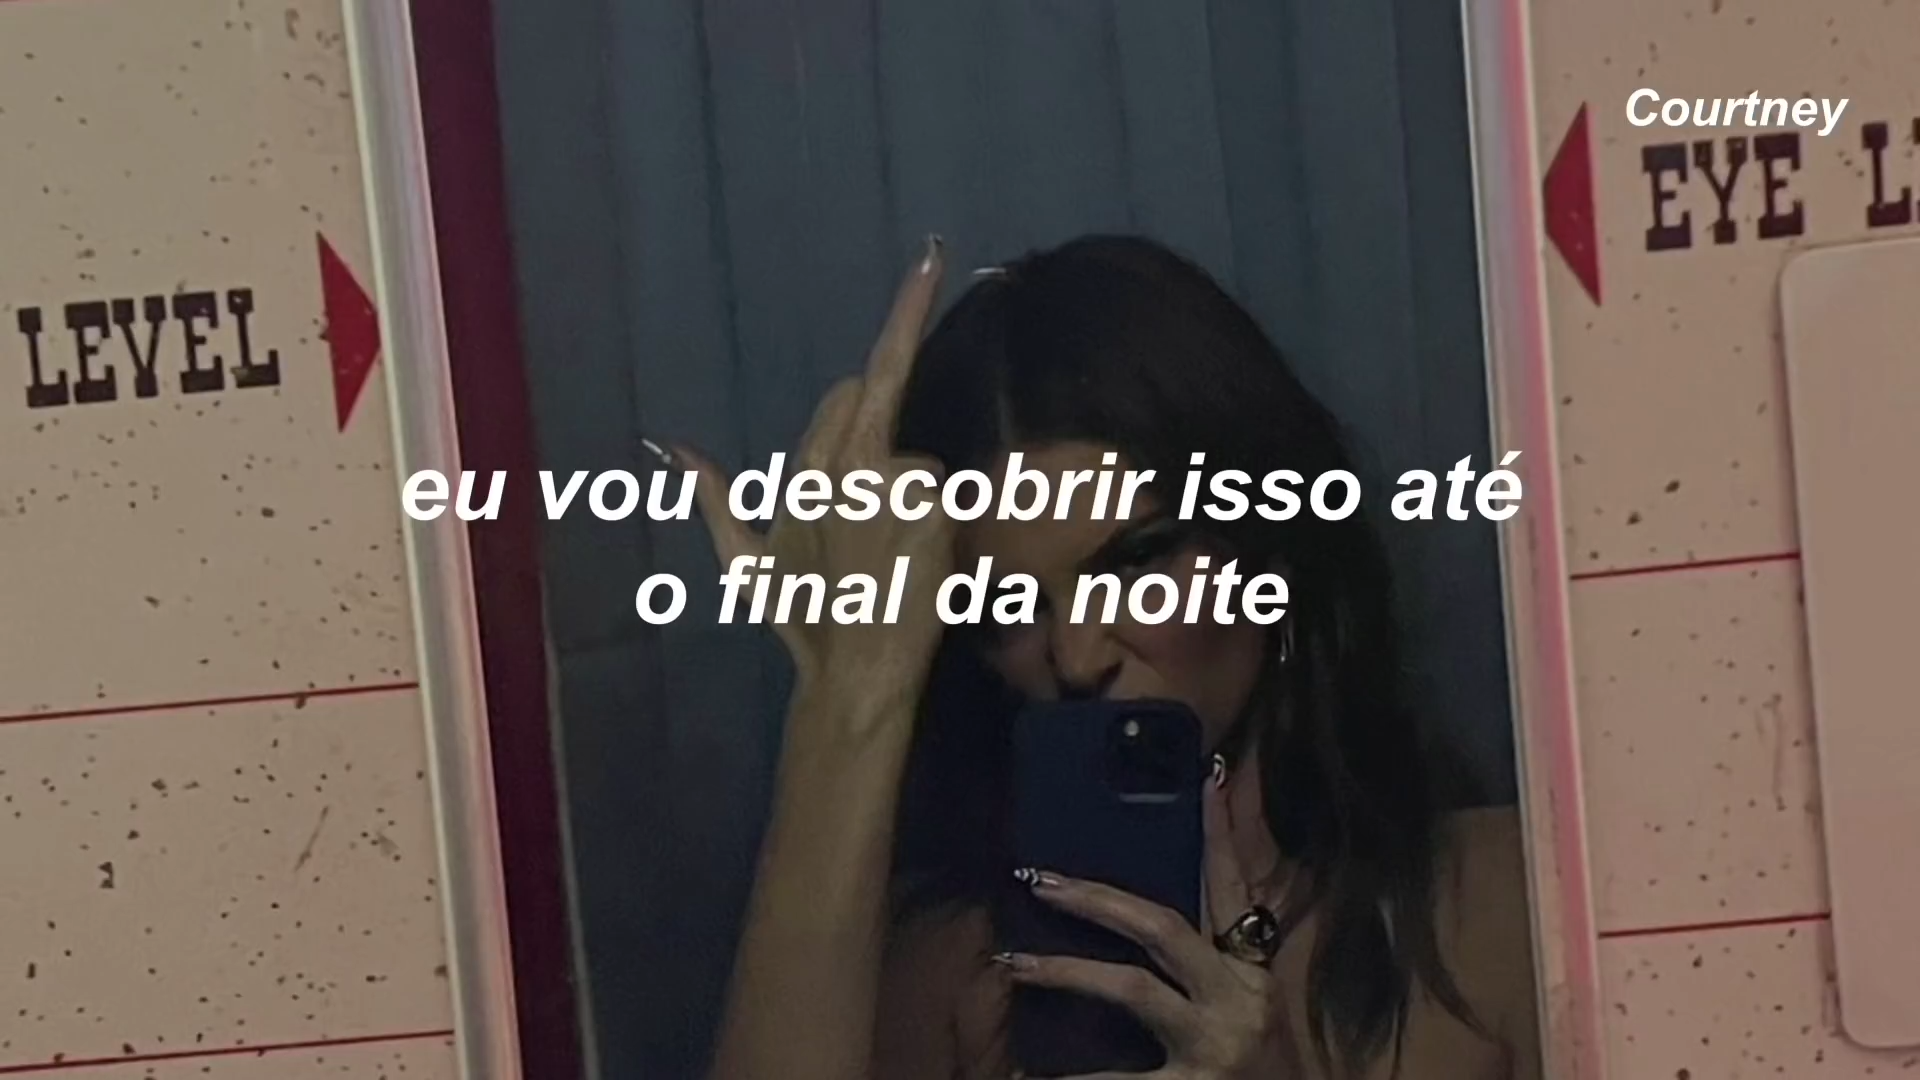 Courtney
EYE
LEVEL
eu vou descobrir isso até
o final da noite